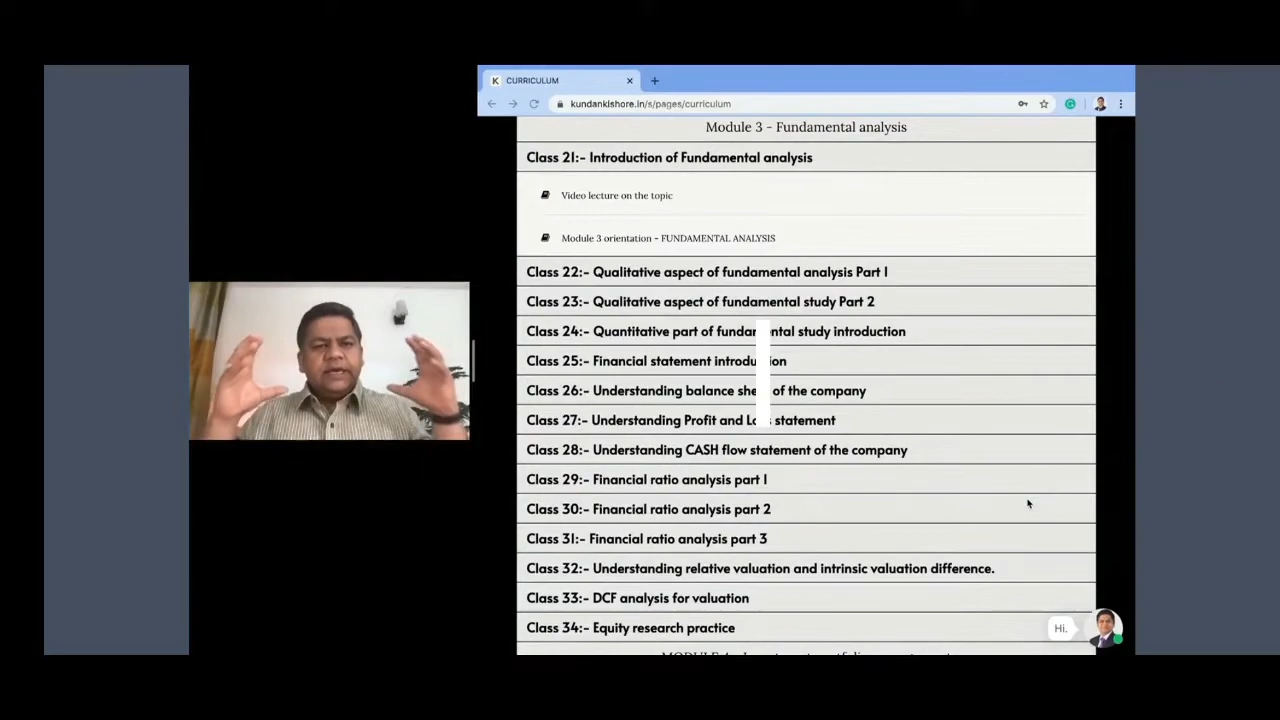 CURRICULUM
kundankishore.in/s/pages/curriculum
Module 3 - Fundamental analysis
Class 21:- Introduction of Fundamental analysis
Video lecture on the topic
Module 3 orientation - FUNDAMENTAL ANALYSIS
Class 22:- Qualitative aspect of fundamental analysis Part 1
Class 23:- Qualitative aspect of fundamental study Part 2
Class 24:- Quantitative part of study introduction
Class 25:- Financial statement
Class 26:- Understanding balance of the company
Class 27:- Understanding Profit and statement
Class 28:- Understanding CASH flow statement of the company
Class 29:- Financial ratio analysis part 1
Class 30:- Financial ratio analysis part 2
Class 31:- Financial ratio analysis part 3
Class 32:- Understanding relative valuation and intrinsic valuation difference.
Class 33:- DCF analysis for valuation
Class 34:- Equity research practice
Hi.